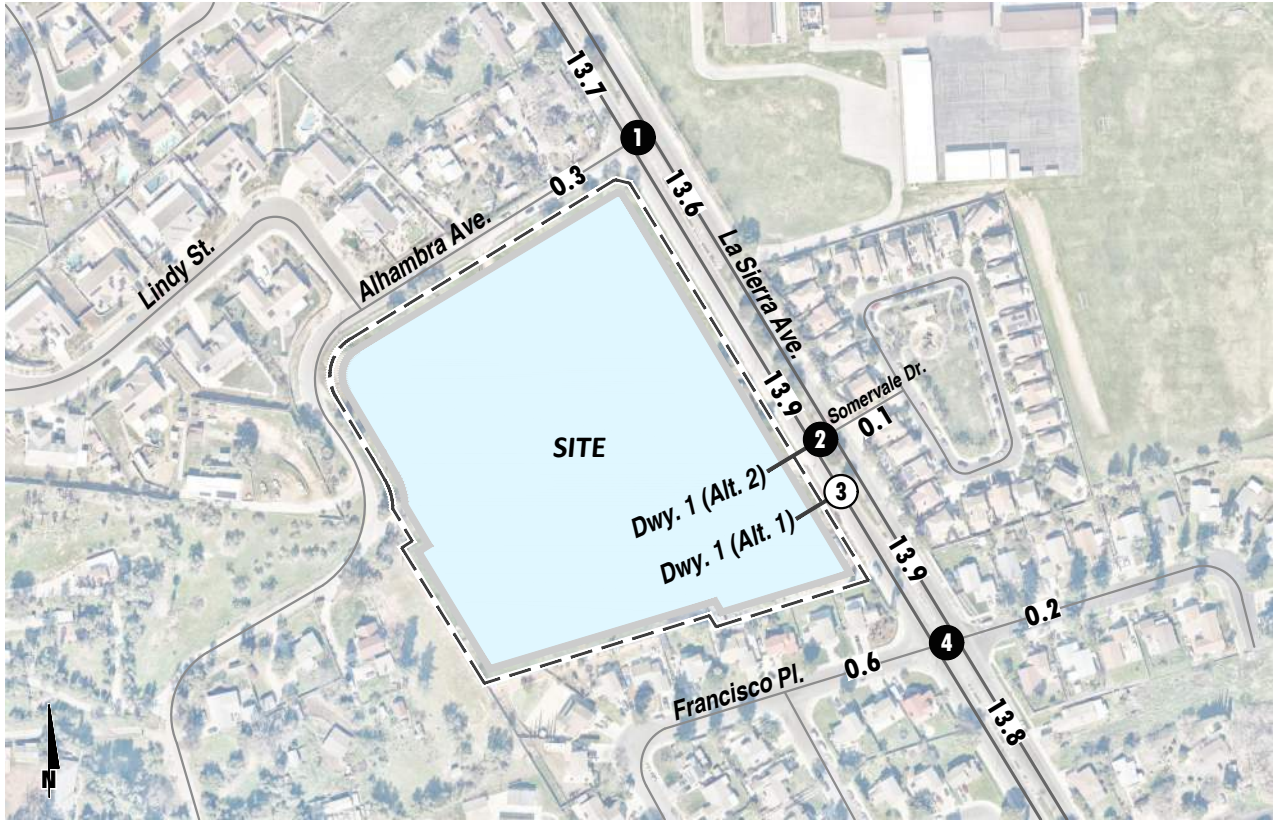 13.7
1
0.3
13.6
Alhambra Ave.
Lindy St.
La Sierra Ave.
13.9
Somervale Dr.
0.1
2
SITE
Dwy. 1 (Alt. 2)
3
Dwy. 1 (Alt. 1)
13.9
0.2
4
0.6
Francisco Pl.
13.8
N